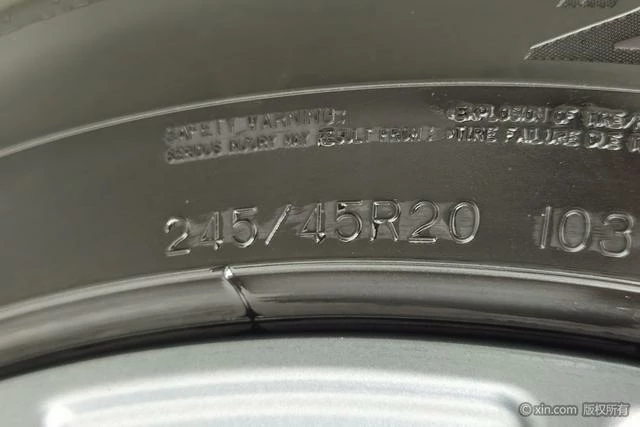 SAFETY WARNING:
SERIOUS INJURY MAY RESULT FROM:
EXPLOSION OF TIRE/
TIRE FAILURE DUE T
245/45R20 103
© xin.com 版权所有